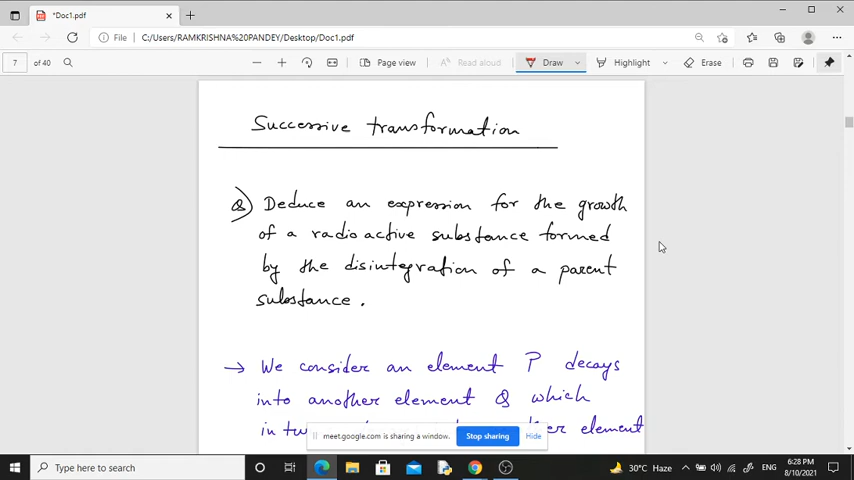 *Doc1.pdf
File
C:/Users/RAMKRISHNA%20PANDEY/Desktop/Doc1.pdf
7 of 40
Page view
Read aloud
Draw
Highlight
Erase
Successive transformation
Q) Deduce an expression for the growth
of a radioactive substance formed
by the disintegration of a parent
substance.
→ We consider an element P decays
into another element Q which
in element
meet.google.com is sharing a window.
Stop sharing
Hide
Type here to search
30°C Haze
ENG
6:28 PM
8/10/2021